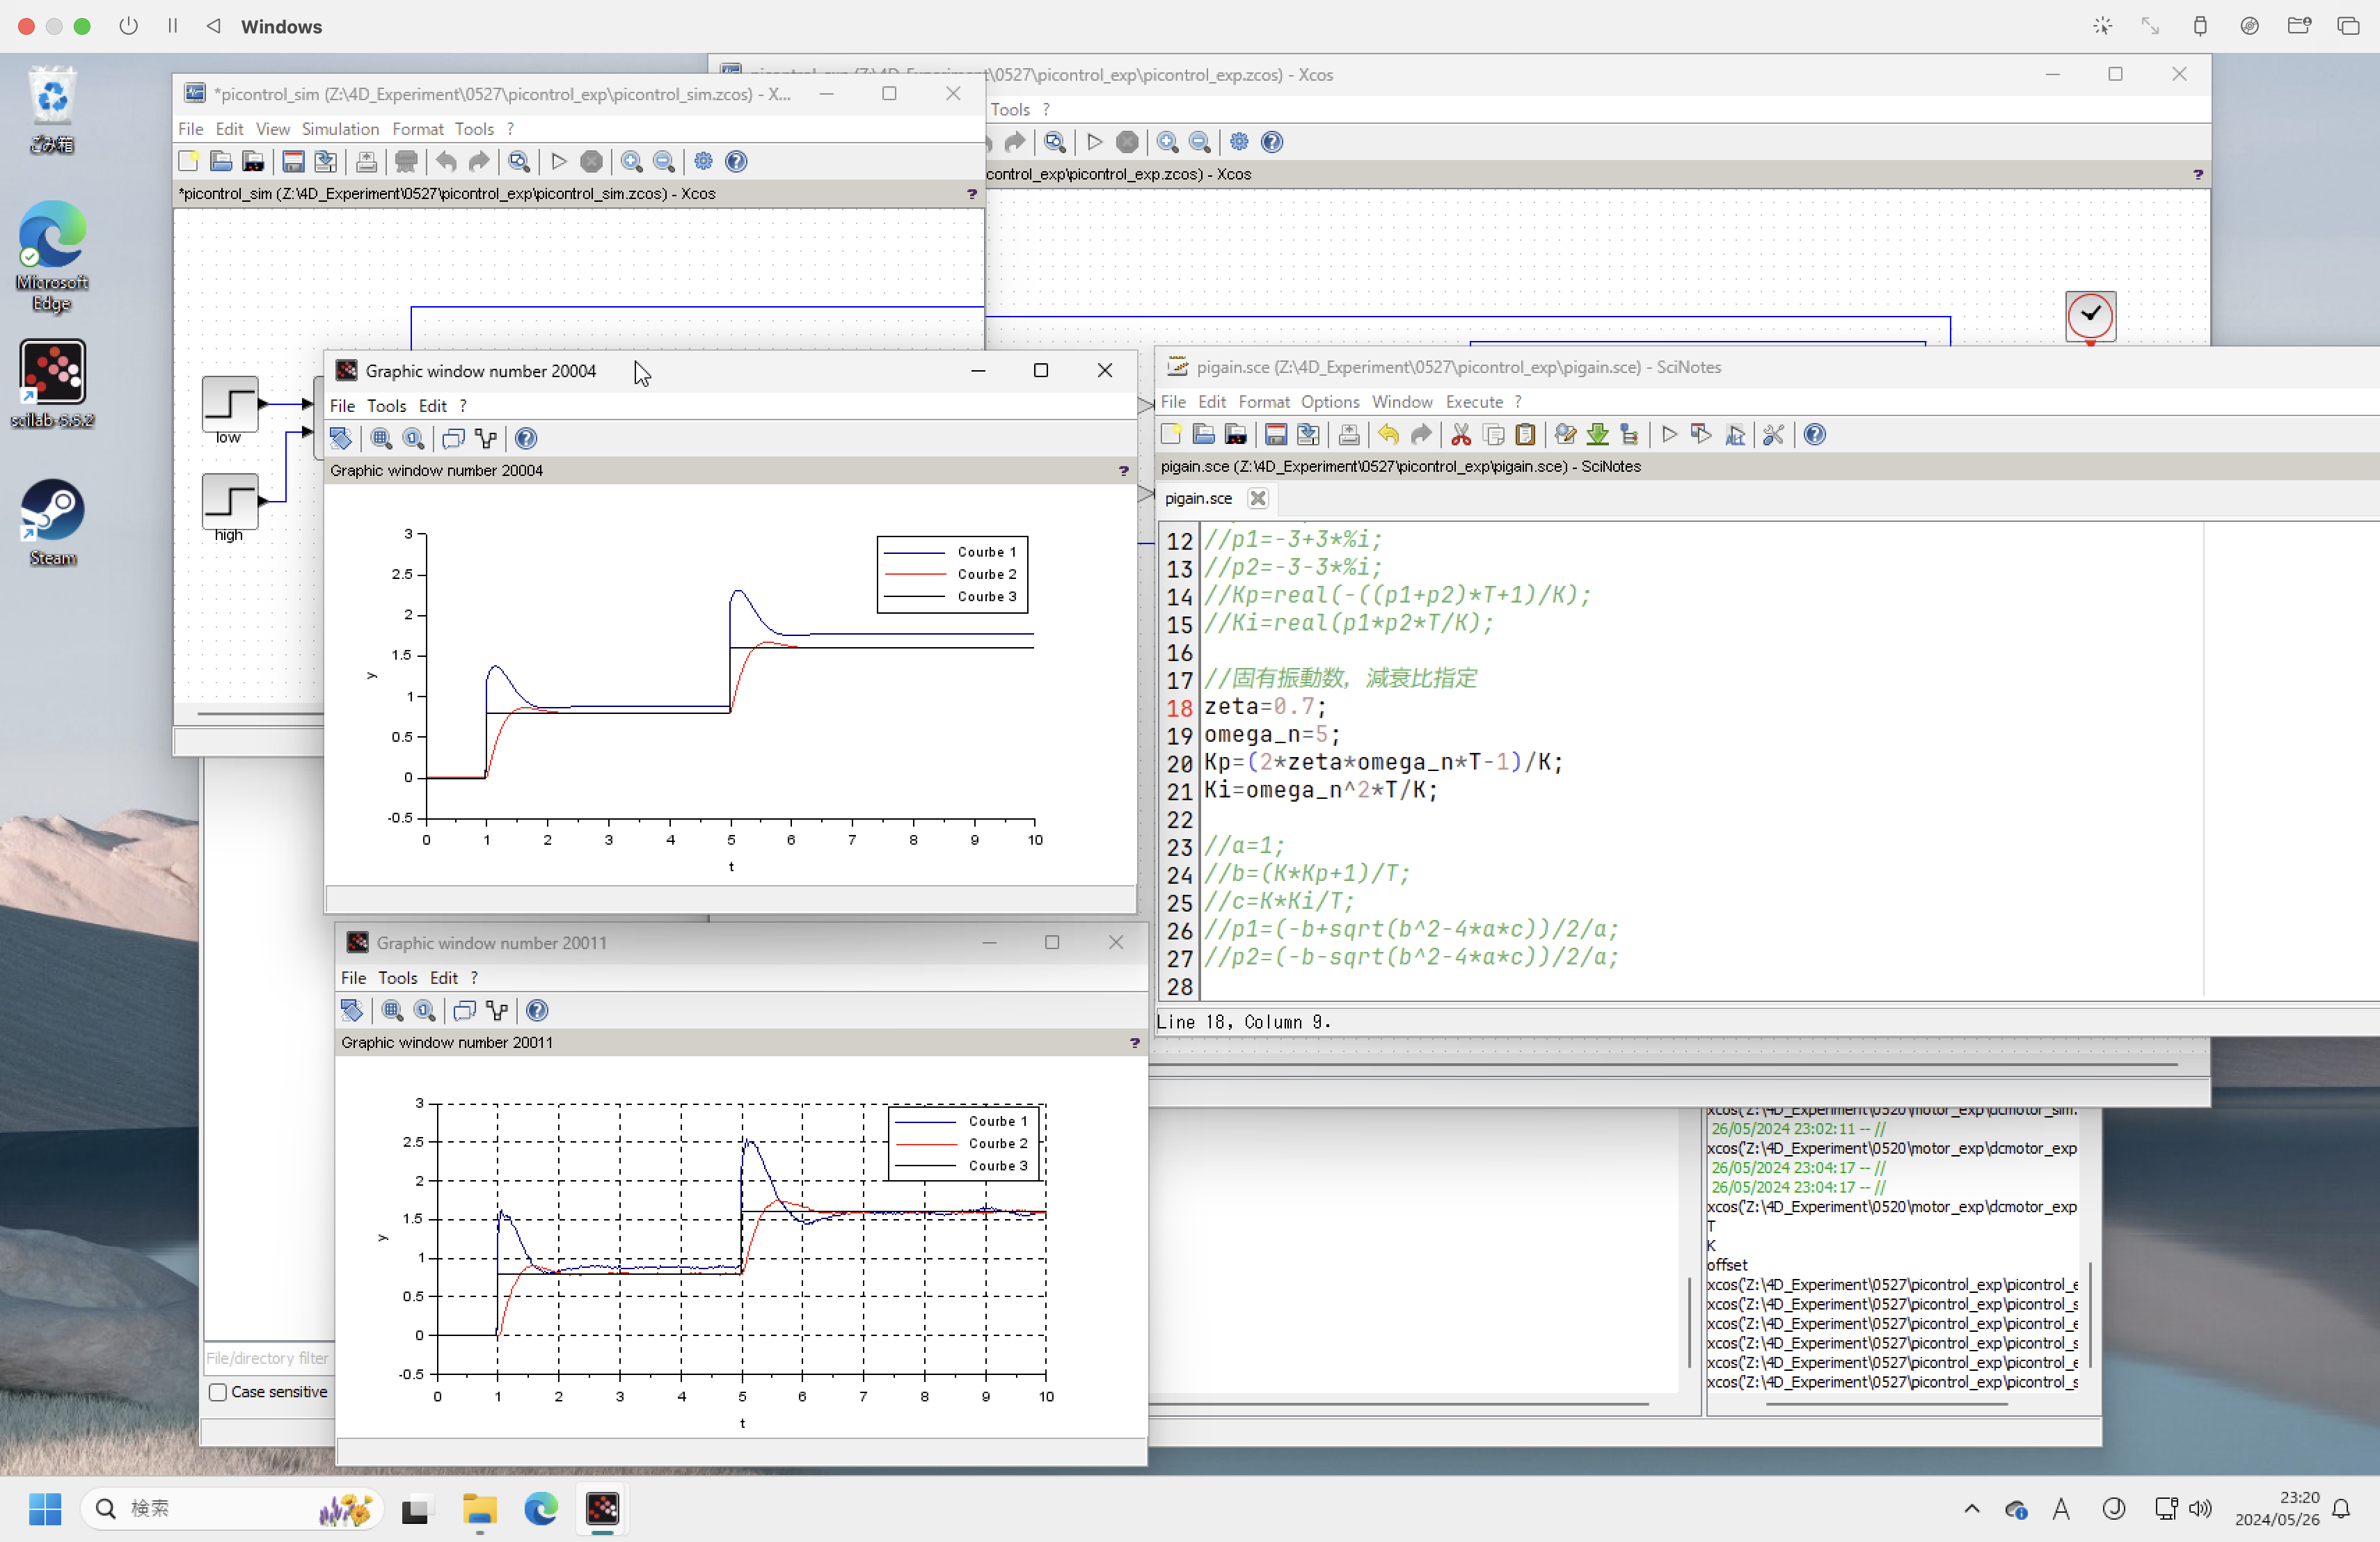 Windows
ごみ箱
Microsoft
Edge
scilab-5.5.2
Steam
*picontrol_sim (Z:\4D_Experiment\0527\picontrol_exp\picontrol_sim.zcos) - X...
File Edit View Simulation Format Tools ?
*picontrol_sim (Z:\4D_Experiment\0527\picontrol_exp\picontrol_sim.zcos) - Xcos
?
low
high
\0527\picontrol_exp\picontrol_exp.zcos) - Xcos
Tools ?
control_exp\picontrol_exp.zcos) - Xcos
?
Graphic window number 20004
File Tools Edit ?
Graphic window number 20004
?
3
2.5
2
1.5
1
0.5
0
-0.5
y
0 1 2 3 4 5 6 7 8 9 10
t
Courbe 1
Courbe 2
Courbe 3
Graphic window number 20011
File Tools Edit ?
Graphic window number 20011
?
3
2.5
2
1.5
1
0.5
0
-0.5
y
0 1 2 3 4 5 6 7 8 9 10
t
Courbe 1
Courbe 2
Courbe 3
pigain.sce (Z:\4D_Experiment\0527\picontrol_exp\pigain.sce) - SciNotes
File Edit Format Options Window Execute ?
pigain.sce (Z:\4D_Experiment\0527\picontrol_exp\pigain.sce) - SciNotes
pigain.sce
12 //p1=-3+3*%i;
13 //p2=-3-3*%i;
14 //Kp=real(-((p1+p2)*T+1)/K);
15 //Ki=real(p1*p2*T/K);
16
17 //固有振動数，減衰比指定
18 zeta=0.7;
19 omega_n=5;
20 Kp=(2*zeta*omega_n*T-1)/K;
21 Ki=omega_n^2*T/K;
22
23 //a=1;
24 //b=(K*Kp+1)/T;
25 //c=K*Ki/T;
26 //p1=(-b+sqrt(b^2-4*a*c))/2/a;
27 //p2=(-b-sqrt(b^2-4*a*c))/2/a;
28
Line 18, Column 9.
xcos('Z:\4D_Experiment\0520\motor_exp\dcmotor_sim.
26/05/2024 23:02:11 -- //
xcos('Z:\4D_Experiment\0520\motor_exp\dcmotor_exp
26/05/2024 23:04:17 -- //
26/05/2024 23:04:17 -- //
xcos('Z:\4D_Experiment\0520\motor_exp\dcmotor_exp
T
K
offset
xcos('Z:\4D_Experiment\0527\picontrol_exp\picontrol_e
xcos('Z:\4D_Experiment\0527\picontrol_exp\picontrol_s
xcos('Z:\4D_Experiment\0527\picontrol_exp\picontrol_e
xcos('Z:\4D_Experiment\0527\picontrol_exp\picontrol_s
xcos('Z:\4D_Experiment\0527\picontrol_exp\picontrol_e
xcos('Z:\4D_Experiment\0527\picontrol_exp\picontrol_s
File/directory filter
Case sensitive
検索
A
23:20
2024/05/26